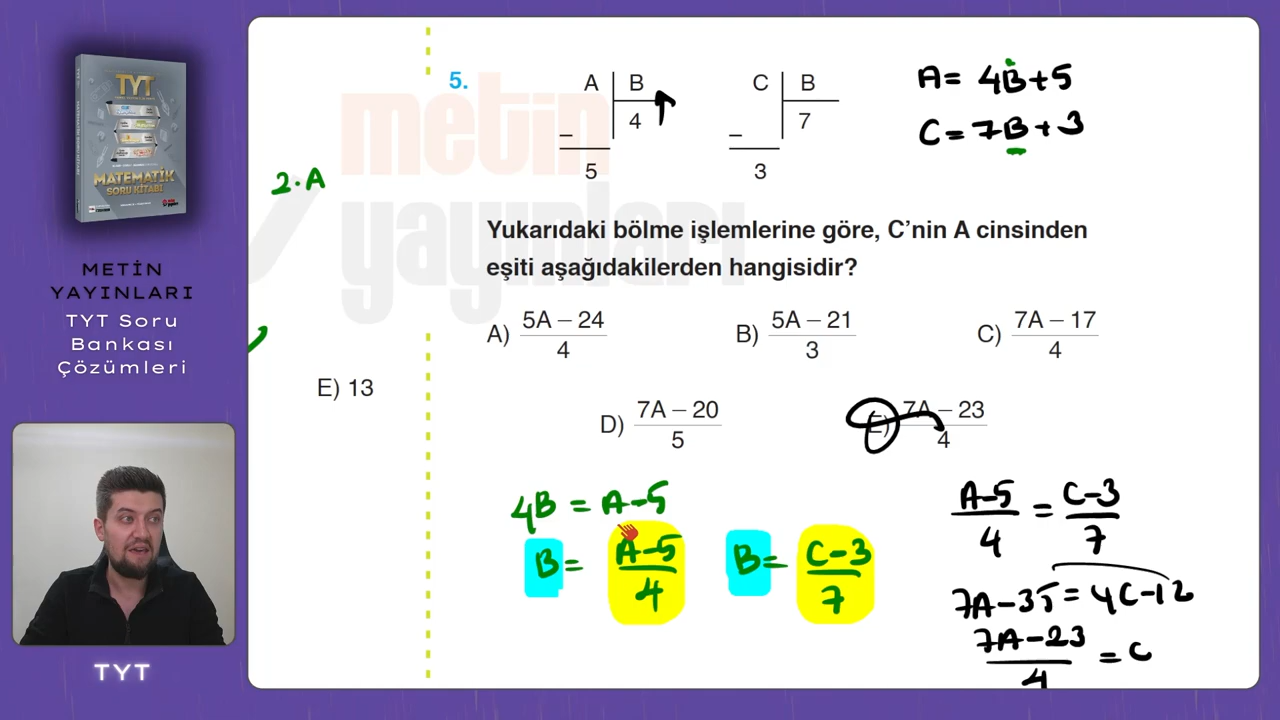 TYT
MATEMATİK
SORU KİTABI
METİN
YAYINLARI
TYT Soru
Bankası
Çözümleri
TYT
2.A
E) 13
metin
yayınları
5.
A B
4
5
C B
7
3
A = 4B + 5
C = 7B + 3
Yukarıdaki bölme işlemlerine göre, C'nin A cinsinden
eşiti aşağıdakilerden hangisidir?
A) 5A – 24 / 4
B) 5A – 21 / 3
C) 7A – 17 / 4
D) 7A – 20 / 5
E) 7A – 23 / 4
4B = A-5
B = A-5 / 4
B = C-3 / 7
A-5 / 4 = C-3 / 7
7A-35 = 4C-12
7A-23 / 4 = C